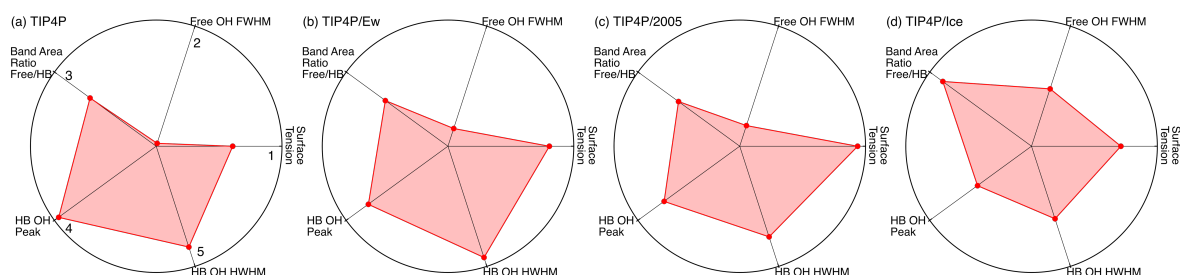 (a) TIP4P
Free OH FWHM
2
Band Area
Ratio
Free/HB
3
Surface
Tension
1
HB OH
Peak
4
5
HB OH HWHM
(b) TIP4P/Ew
Free OH FWHM
Band Area
Ratio
Free/HB
Surface
Tension
HB OH
Peak
HB OH HWHM
(c) TIP4P/2005
Free OH FWHM
Band Area
Ratio
Free/HB
Surface
Tension
HB OH
Peak
HB OH HWHM
(d) TIP4P/Ice
Free OH FWHM
Band Area
Ratio
Free/HB
Surface
Tension
HB OH
Peak
HB OH HWHM